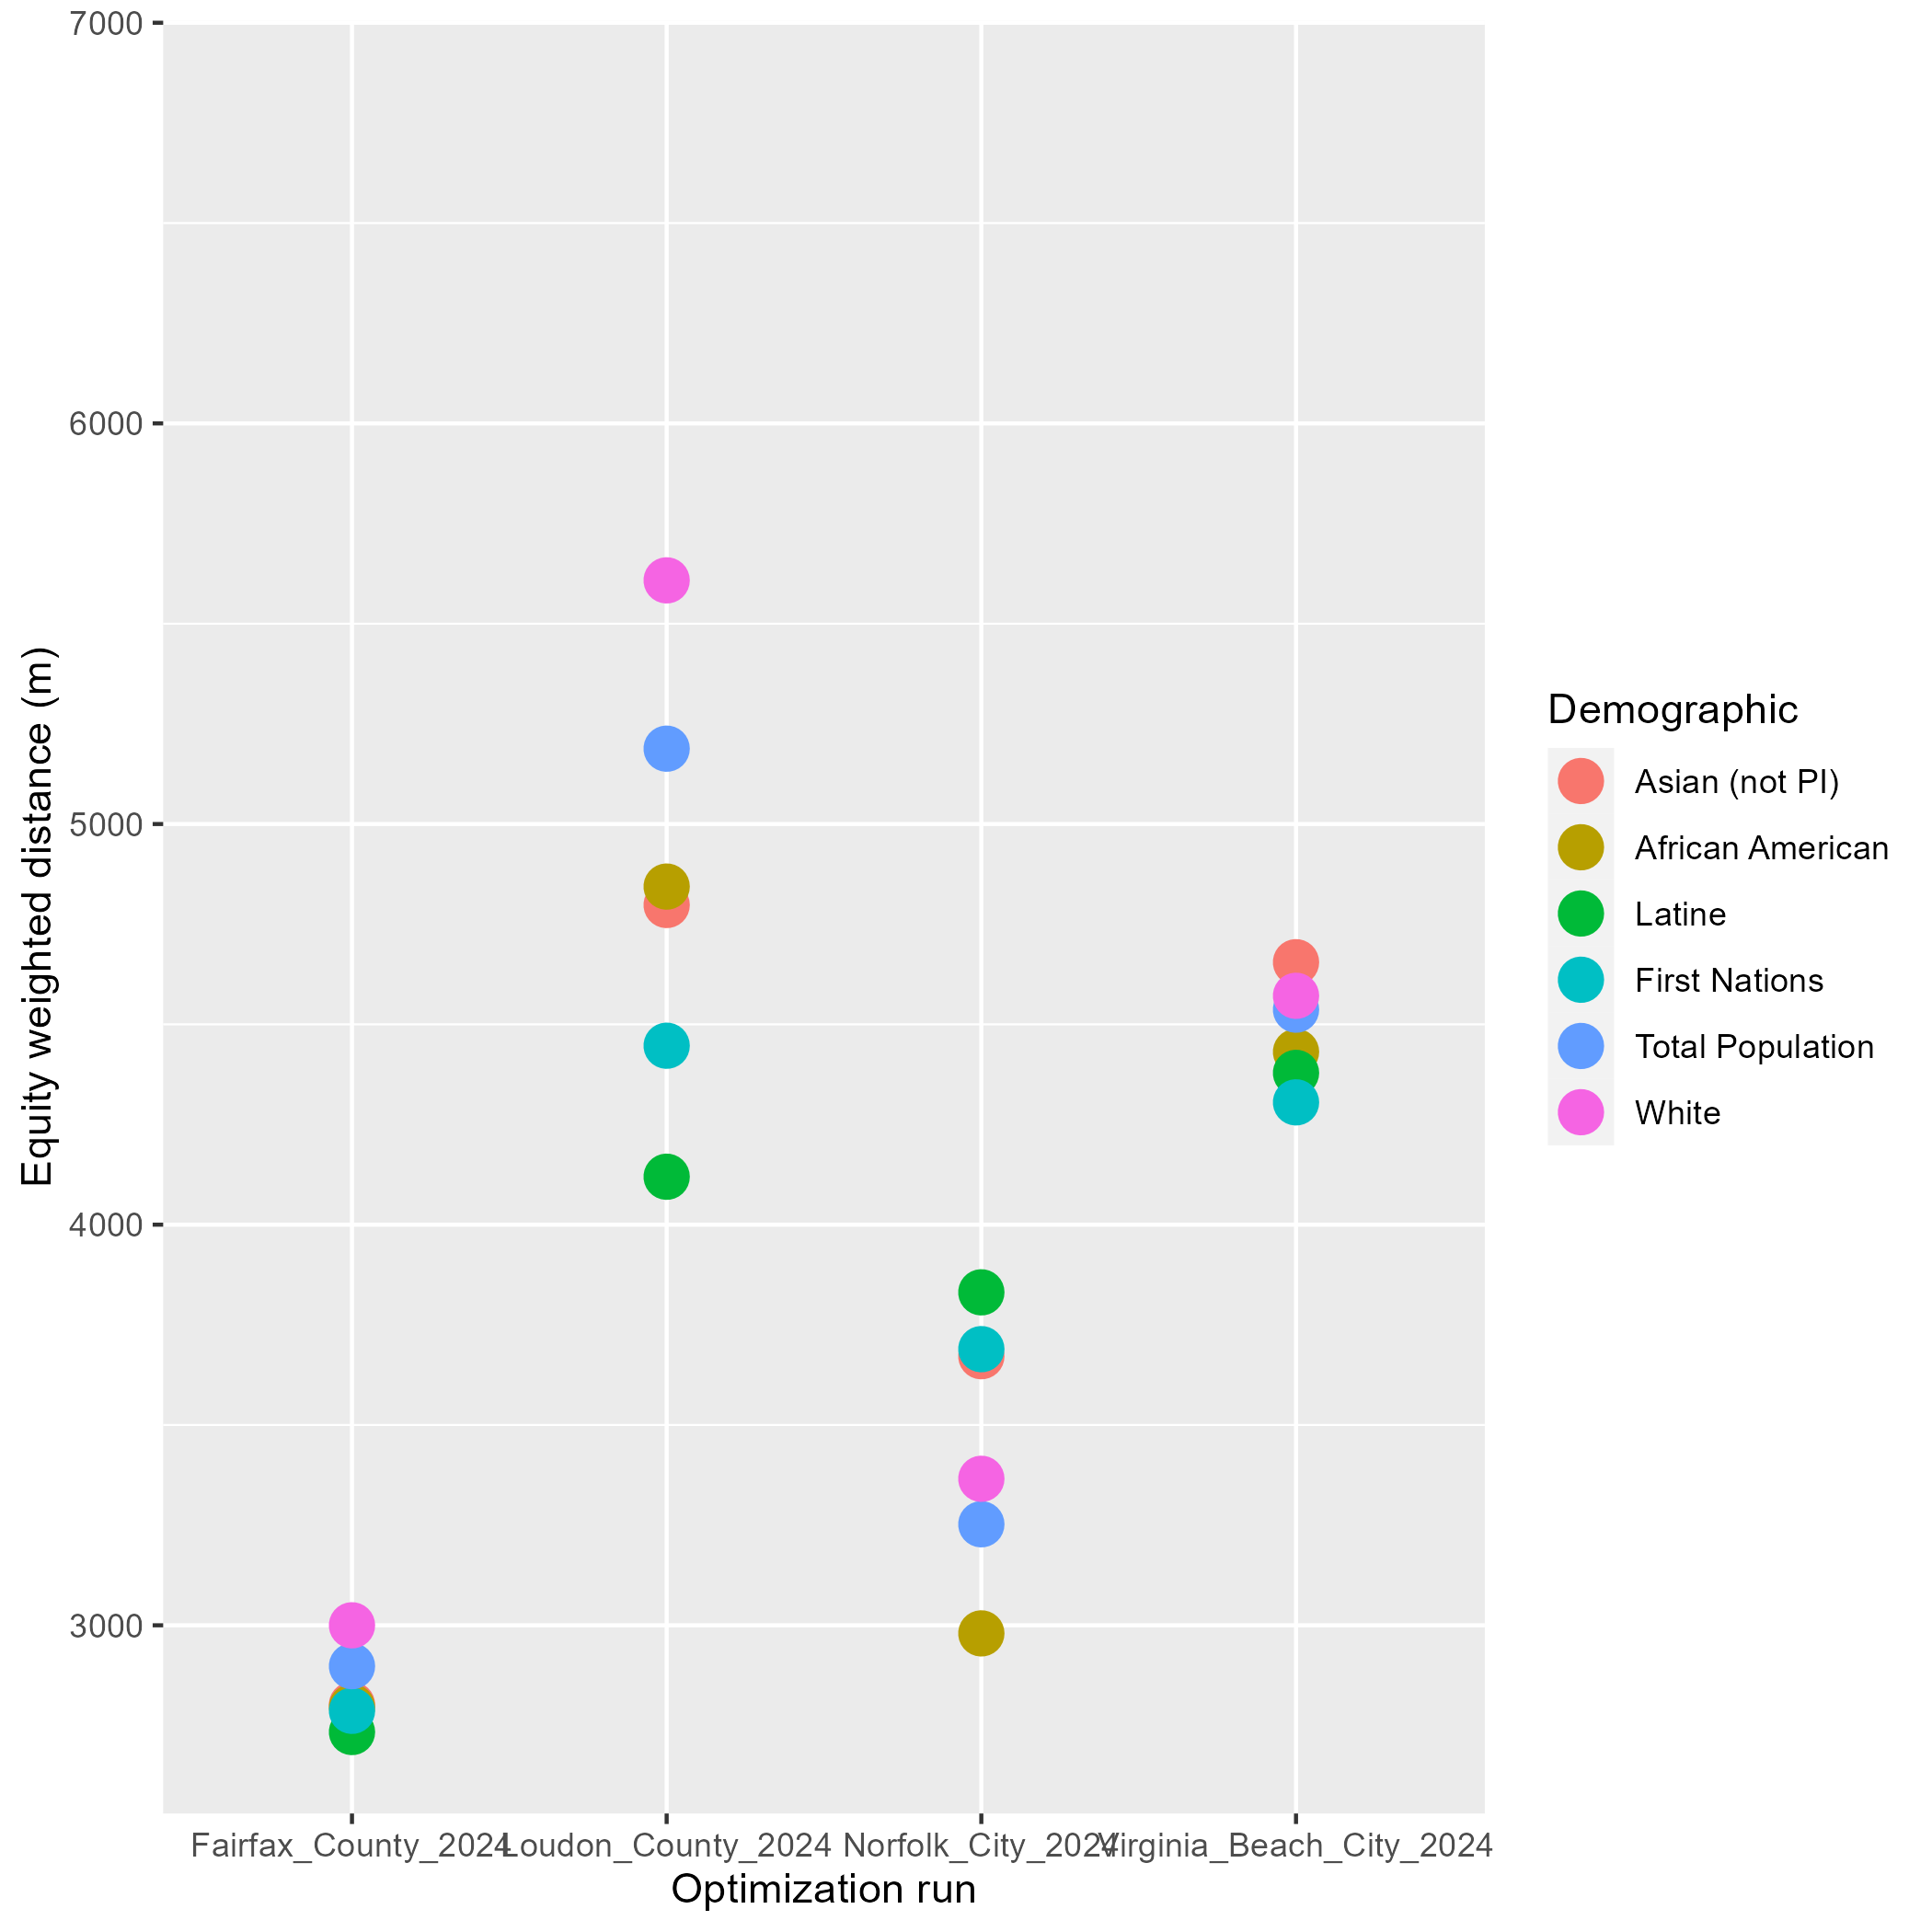 7000
6000
5000
4000
3000
Equity weighted distance (m)
Fairfax_County_2024
Loudon_County_2024
Norfolk_City_2024
Virginia_Beach_City_2024
Optimization run
Demographic
Asian (not PI)
African American
Latine
First Nations
Total Population
White